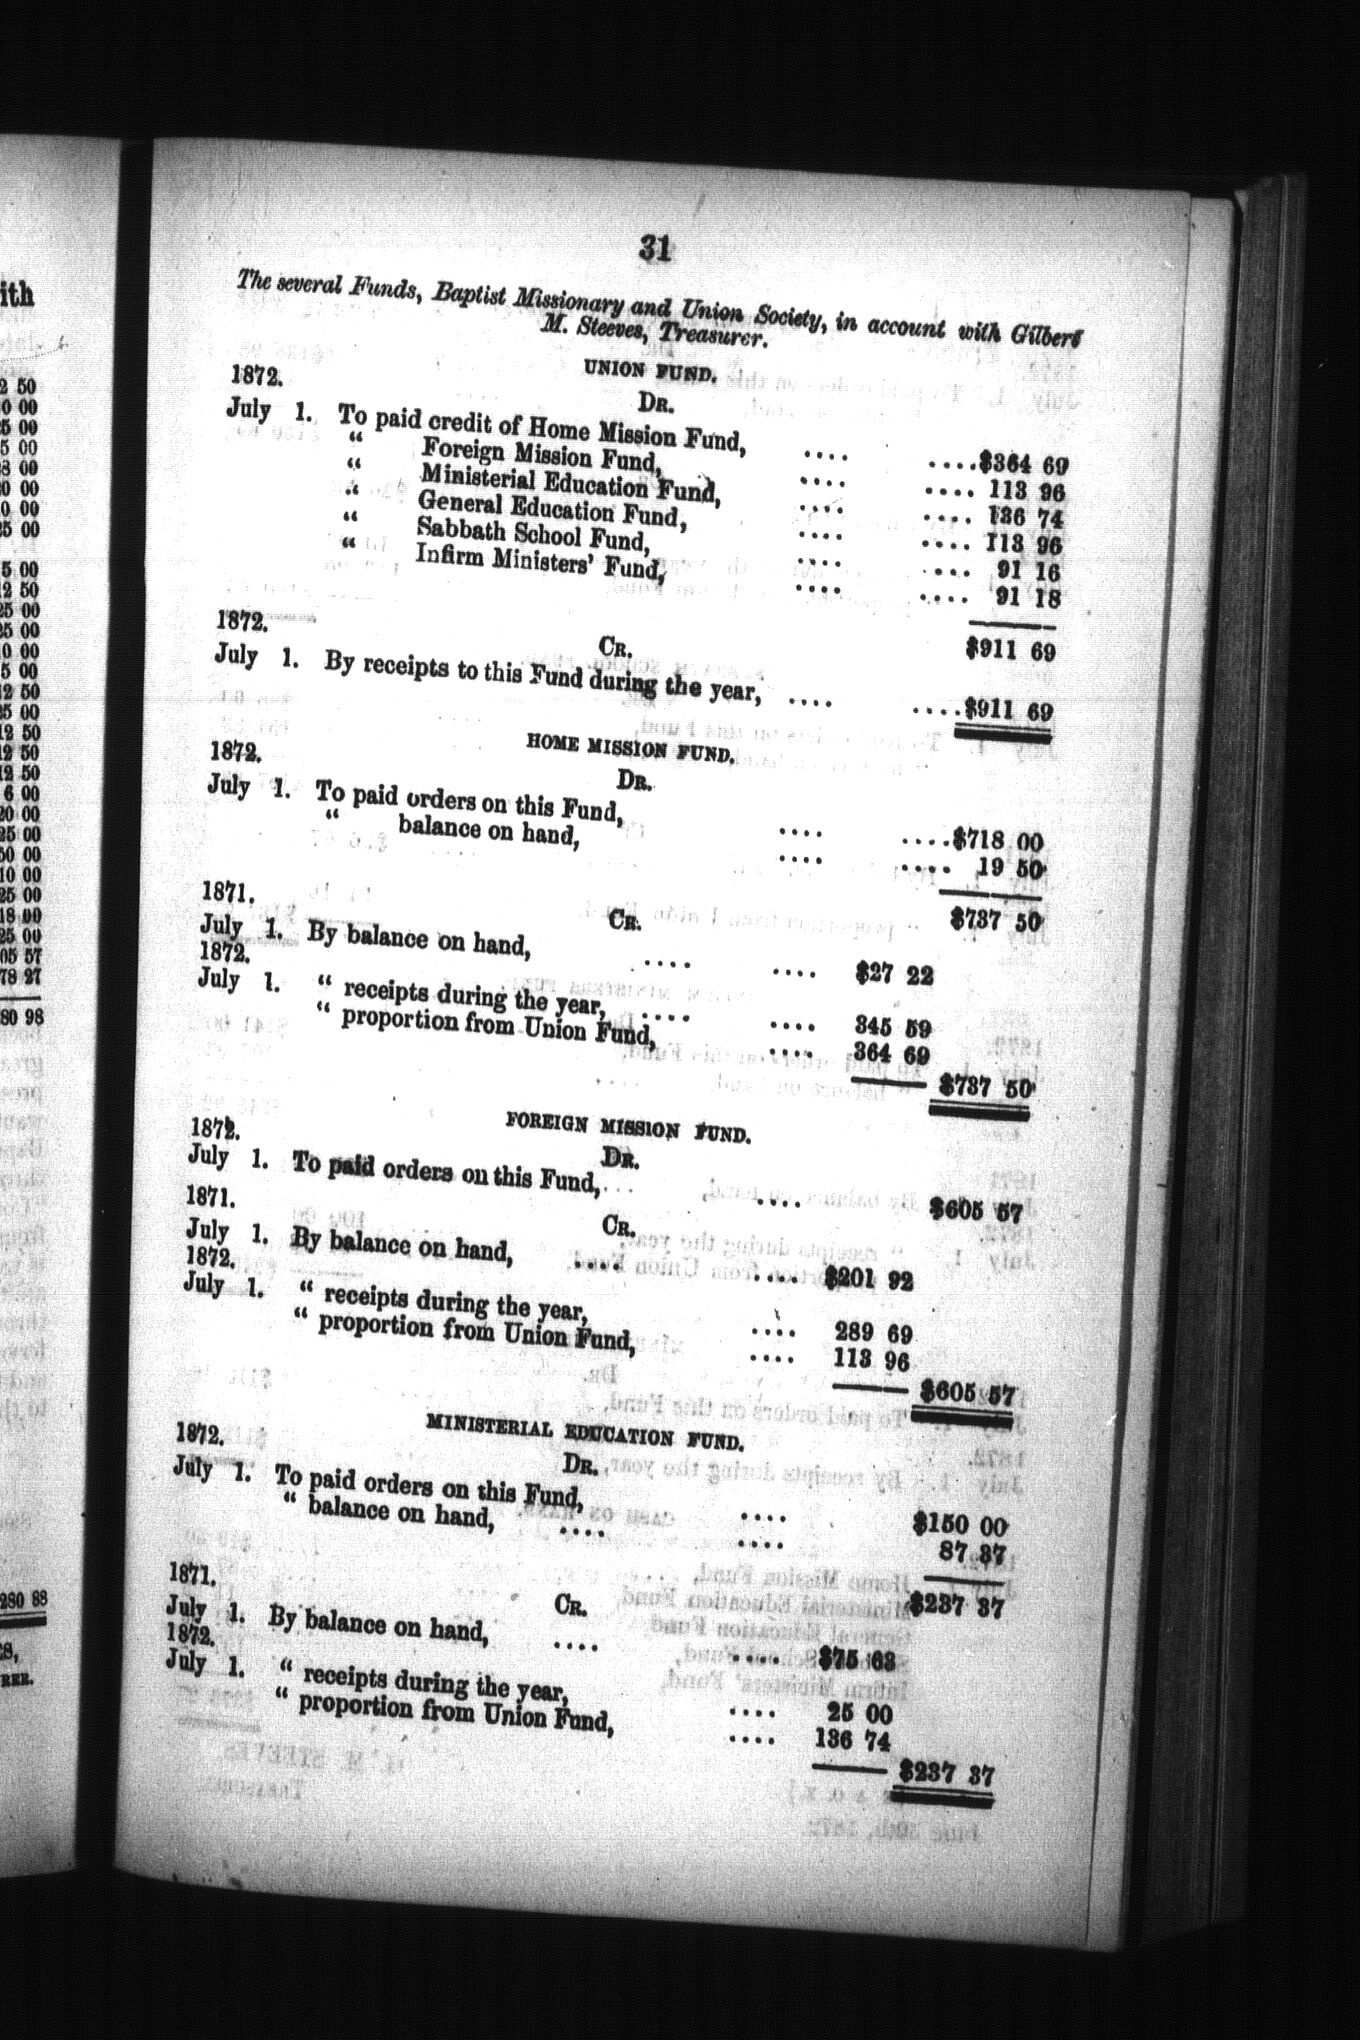 31
The several Funds, Baptist Missionary and Union Society, in account with Gilbert
M. Steeves, Treasurer.
UNION FUND.
1872.
DR.
July 1. To paid credit of Home Mission Fund, .... ....$364 69
" Foreign Mission Fund, .... .... 113 96
" Ministerial Education Fund, .... .... 136 74
" General Education Fund, .... .... 113 96
" Sabbath School Fund, .... .... 91 16
" Infirm Ministers' Fund, .... .... 91 18
$911 69
1872.
CR.
July 1. By receipts to this Fund during the year, .... ....$911 69
HOME MISSION FUND.
1872.
DR.
July 1. To paid orders on this Fund, .... ....$718 00
" balance on hand, .... .... 19 50
$737 50
1871.
CR.
July 1. By balance on hand, .... .... $27 22
1872.
July 1. " receipts during the year, .... .... 345 59
" proportion from Union Fund, .... 364 69
$737 50
FOREIGN MISSION FUND.
1872.
DR.
July 1. To paid orders on this Fund, .... $605 57
1871.
CR.
July 1. By balance on hand, .... .... $201 92
1872.
July 1. " receipts during the year, .... 289 69
" proportion from Union Fund, .... 113 96
$605 57
MINISTERIAL EDUCATION FUND.
1872.
DR.
July 1. To paid orders on this Fund, .... $150 00
" balance on hand, .... .... 87 37
$237 37
1871.
CR.
July 1. By balance on hand, .... .... $75 63
1872.
July 1. " receipts during the year, .... 25 00
" proportion from Union Fund, .... 136 74
$237 37